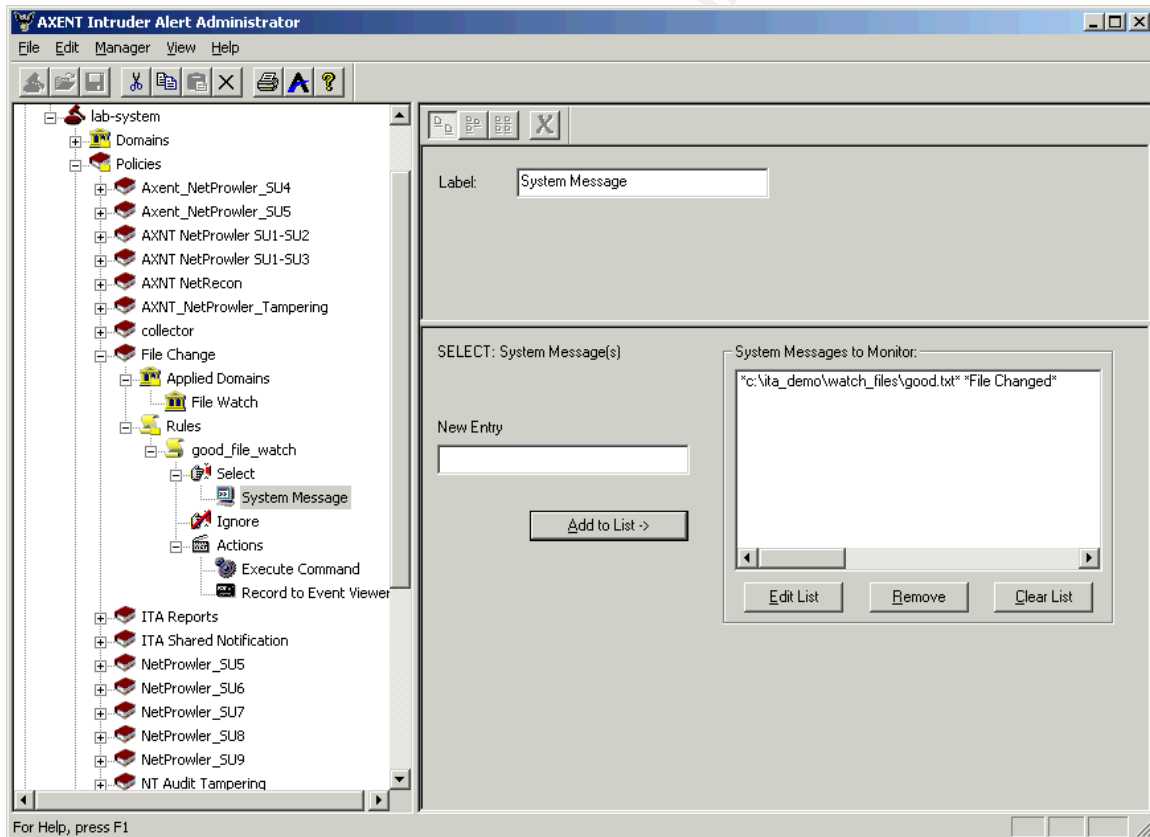 AXENT Intruder Alert Administrator
File Edit Manager View Help
lab-system
Domains
Policies
Axent_NetProwler_SU4
Axent_NetProwler_SU5
AXNT NetProwler SU1-SU2
AXNT NetProwler SU1-SU3
AXNT NetRecon
AXNT_NetProwler_Tampering
collector
File Change
Applied Domains
File Watch
Rules
good_file_watch
Select
System Message
Ignore
Actions
Execute Command
Record to Event Viewer
ITA Reports
ITA Shared Notification
NetProwler_SU5
NetProwler_SU6
NetProwler_SU7
NetProwler_SU8
NetProwler_SU9
NT Audit Tampering
Label: System Message
SELECT: System Message(s)
New Entry
Add to List ->
System Messages to Monitor:
*c:\ita_demo\watch_files\good.txt* *File Changed*
Edit List Remove Clear List
For Help, press F1